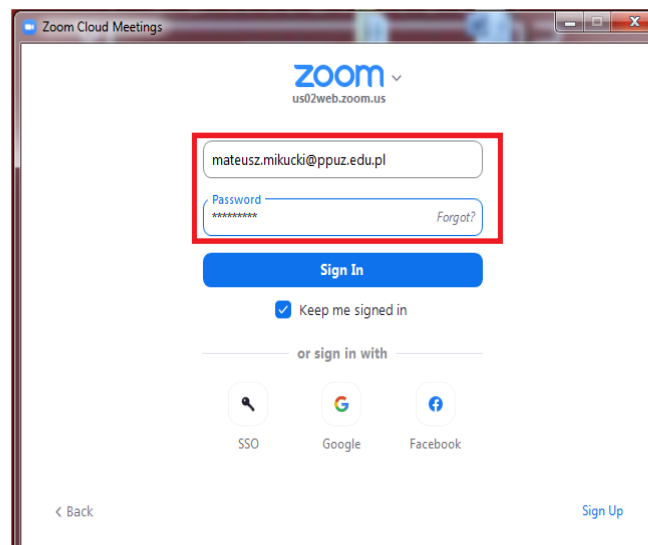 Zoom Cloud Meetings
zoom
us02web.zoom.us
mateusz.mikucki@ppuz.edu.pl
Password
*********
Forgot?
Sign In
Keep me signed in
or sign in with
SSO
Google
Facebook
< Back
Sign Up